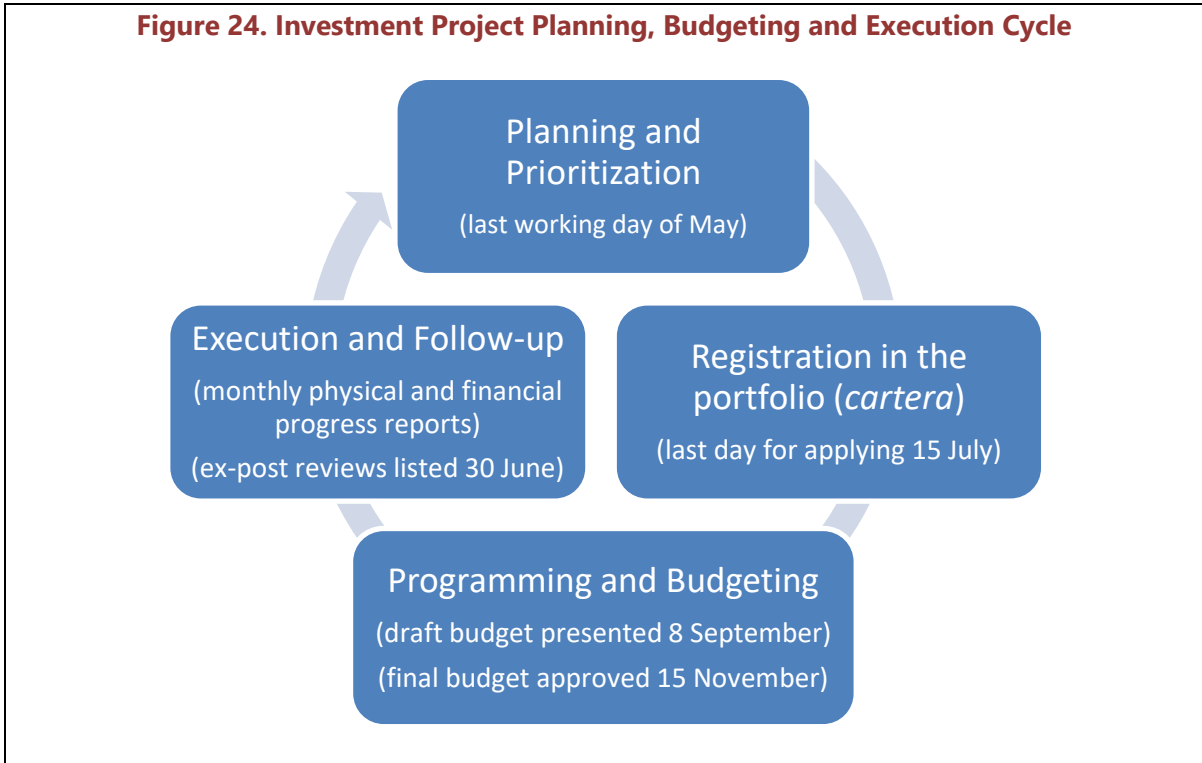 Figure 24. Investment Project Planning, Budgeting and Execution Cycle
Planning and
Prioritization
(last working day of May)
Registration in the
portfolio (cartera)
(last day for applying 15 July)
Programming and Budgeting
(draft budget presented 8 September)
(final budget approved 15 November)
Execution and Follow-up
(monthly physical and financial
progress reports)
(ex-post reviews listed 30 June)